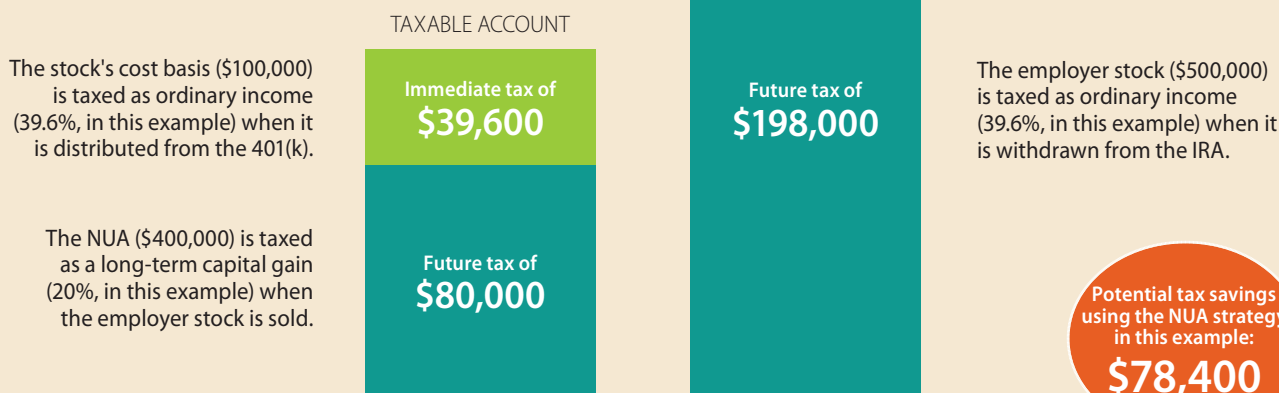 TAXABLE ACCOUNT
The stock's cost basis ($100,000)
is taxed as ordinary income
(39.6%, in this example) when it
is distributed from the 401(k).
Immediate tax of
$39,600
The NUA ($400,000) is taxed
as a long-term capital gain
(20%, in this example) when
the employer stock is sold.
Future tax of
$80,000
Future tax of
$198,000
The employer stock ($500,000)
is taxed as ordinary income
(39.6%, in this example) when it
is withdrawn from the IRA.
Potential tax savings
using the NUA strategy
in this example:
$78,400